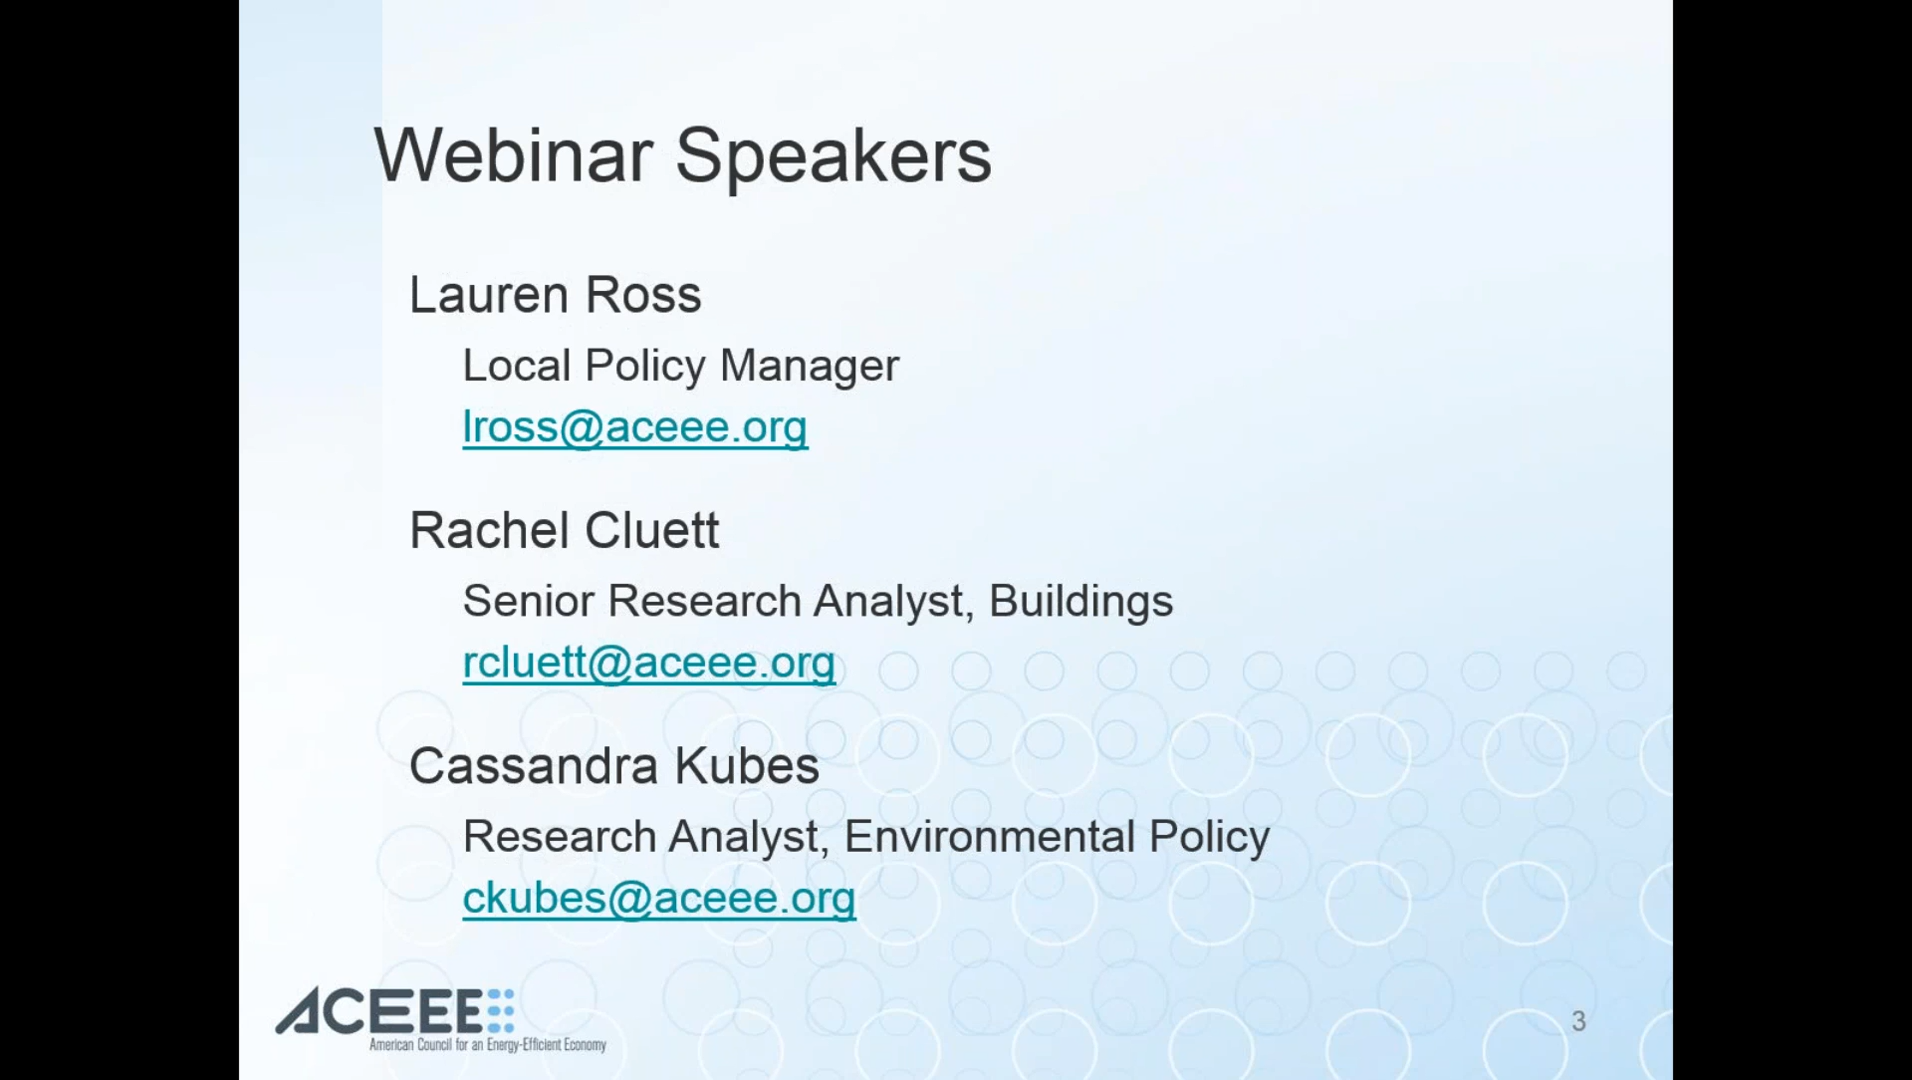 Webinar Speakers
Lauren Ross
Local Policy Manager
lross@aceee.org
Rachel Cluett
Senior Research Analyst, Buildings
rcluett@aceee.org
Cassandra Kubes
Research Analyst, Environmental Policy
ckubes@aceee.org
ACEEE
American Council for an Energy-Efficient Economy
3